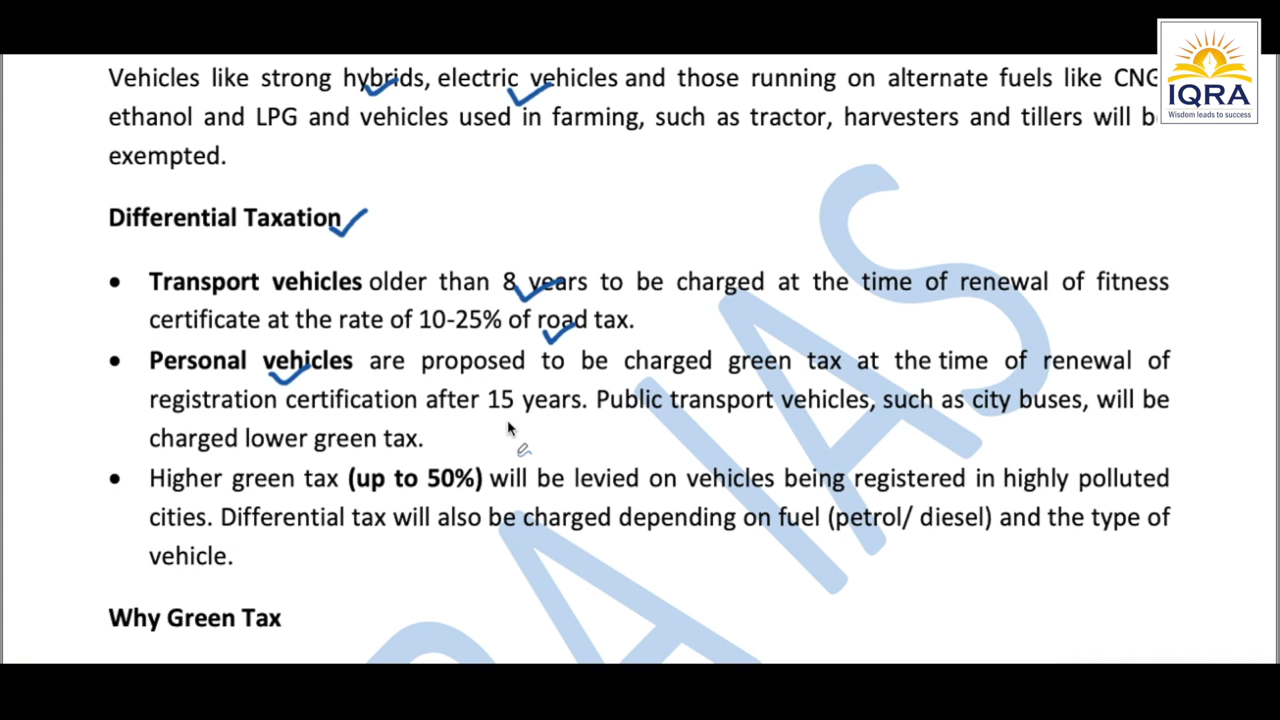 Vehicles like strong hybrids, electric vehicles and those running on alternate fuels like CNG
ethanol and LPG and vehicles used in farming, such as tractor, harvesters and tillers will b
exempted.
IQRA
Wisdom leads to success
Differential Taxation
• Transport vehicles older than 8 years to be charged at the time of renewal of fitness
certificate at the rate of 10-25% of road tax.
• Personal vehicles are proposed to be charged green tax at the time of renewal of
registration certification after 15 years. Public transport vehicles, such as city buses, will be
charged lower green tax.
• Higher green tax (up to 50%) will be levied on vehicles being registered in highly polluted
cities. Differential tax will also be charged depending on fuel (petrol/ diesel) and the type of
vehicle.
Why Green Tax
RA IAS